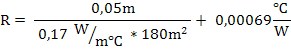 R = 0,05m / (0,17 W/m°C * 180m²) + 0,00069 °C/W